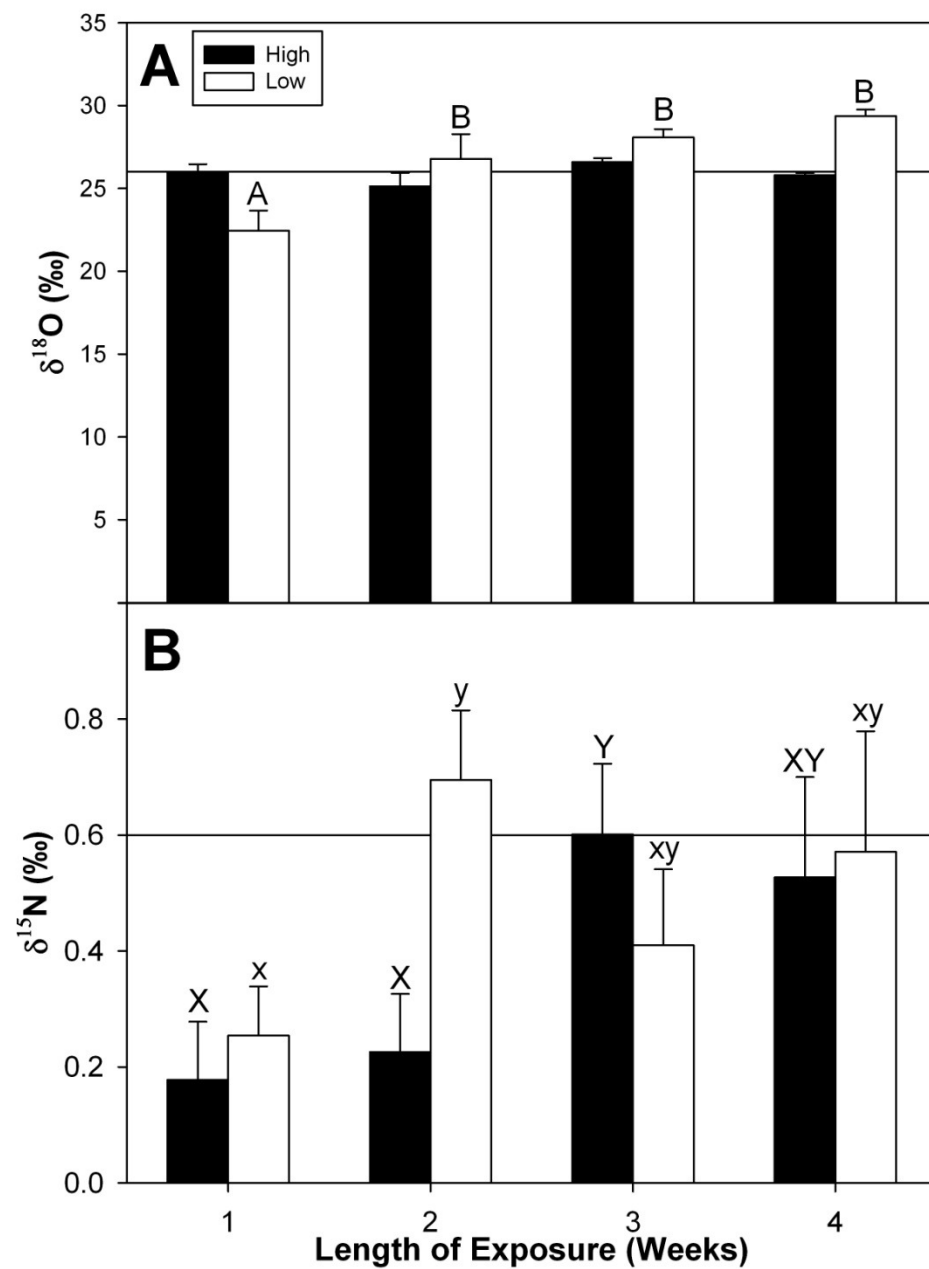 35
A
High
Low
30
B
B
B
25
A
20
δ18O (‰)
15
10
5
B
0.8
y
Y
XY
xy
0.6
xy
δ15N (‰)
0.4
X
x
X
0.2
0.0
1
2
3
4
Length of Exposure (Weeks)